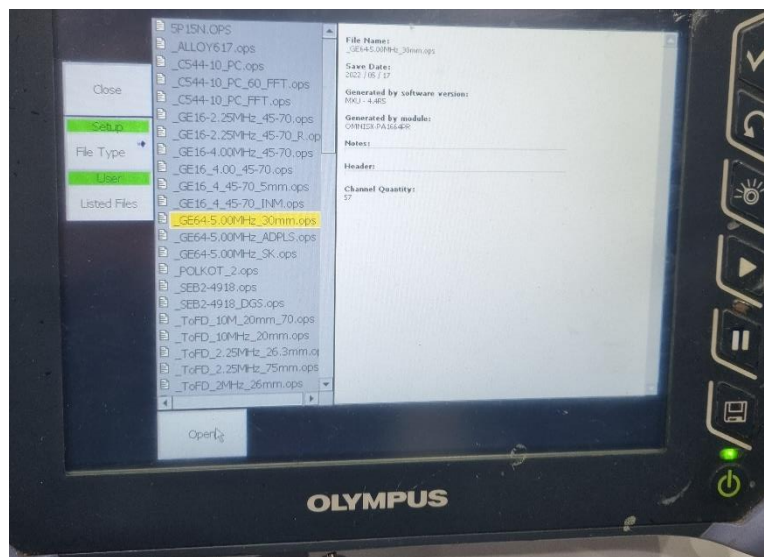 Close
Setup
File Type
User
Listed Files
5P15N.OPS
_ALLOY617.ops
_C544-10_PC.ops
_C544-10_PC_60_FFT.ops
_C544-10_PC_FFT.ops
_GE16-2.25MHz_45-70.ops
_GE16-2.25MHz_45-70_R.op
_GE16-4.00MHz_45-70.ops
_GE16_4.00_45-70.ops
_GE16_4_45-70_5mm.ops
_GE16_4_45-70_INM.ops
_GE64-5.00MHz_30mm.ops
_GE64-5.00MHz_ADPLS.ops
_GE64-5.00MHz_SK.ops
_POLKOT_2.ops
_SEB2-4918.ops
_SEB2-4918_DGS.ops
_ToFD_10M_20mm_70.ops
_ToFD_10MHz_20mm.ops
_ToFD_2.25MHz_26.3mm.o
_ToFD_2.25MHz_75mm.ops
_ToFD_2MHz_26mm.ops
Open
File Name:
_GE64-5.00MHz_30mm.ops
Save Date:
2022 / 05 / 17
Generated by software version:
MXU - 4.4R5
Generated by module:
OMNISX-PA1664PR
Notes:
Header:
Channel Quantity:
57
OLYMPUS